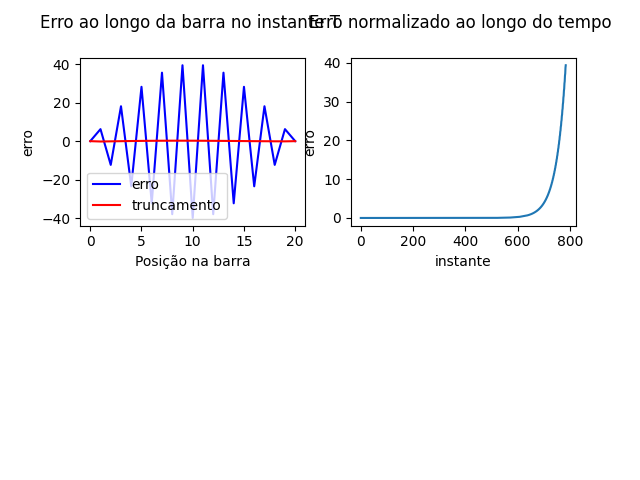 Erro ao longo da barra no instante T
Erro normalizado ao longo do tempo
40
20
0
−20
−40
erro
erro
truncamento
0
5
10
15
20
Posição na barra
40
30
20
10
0
erro
0
200
400
600
800
instante